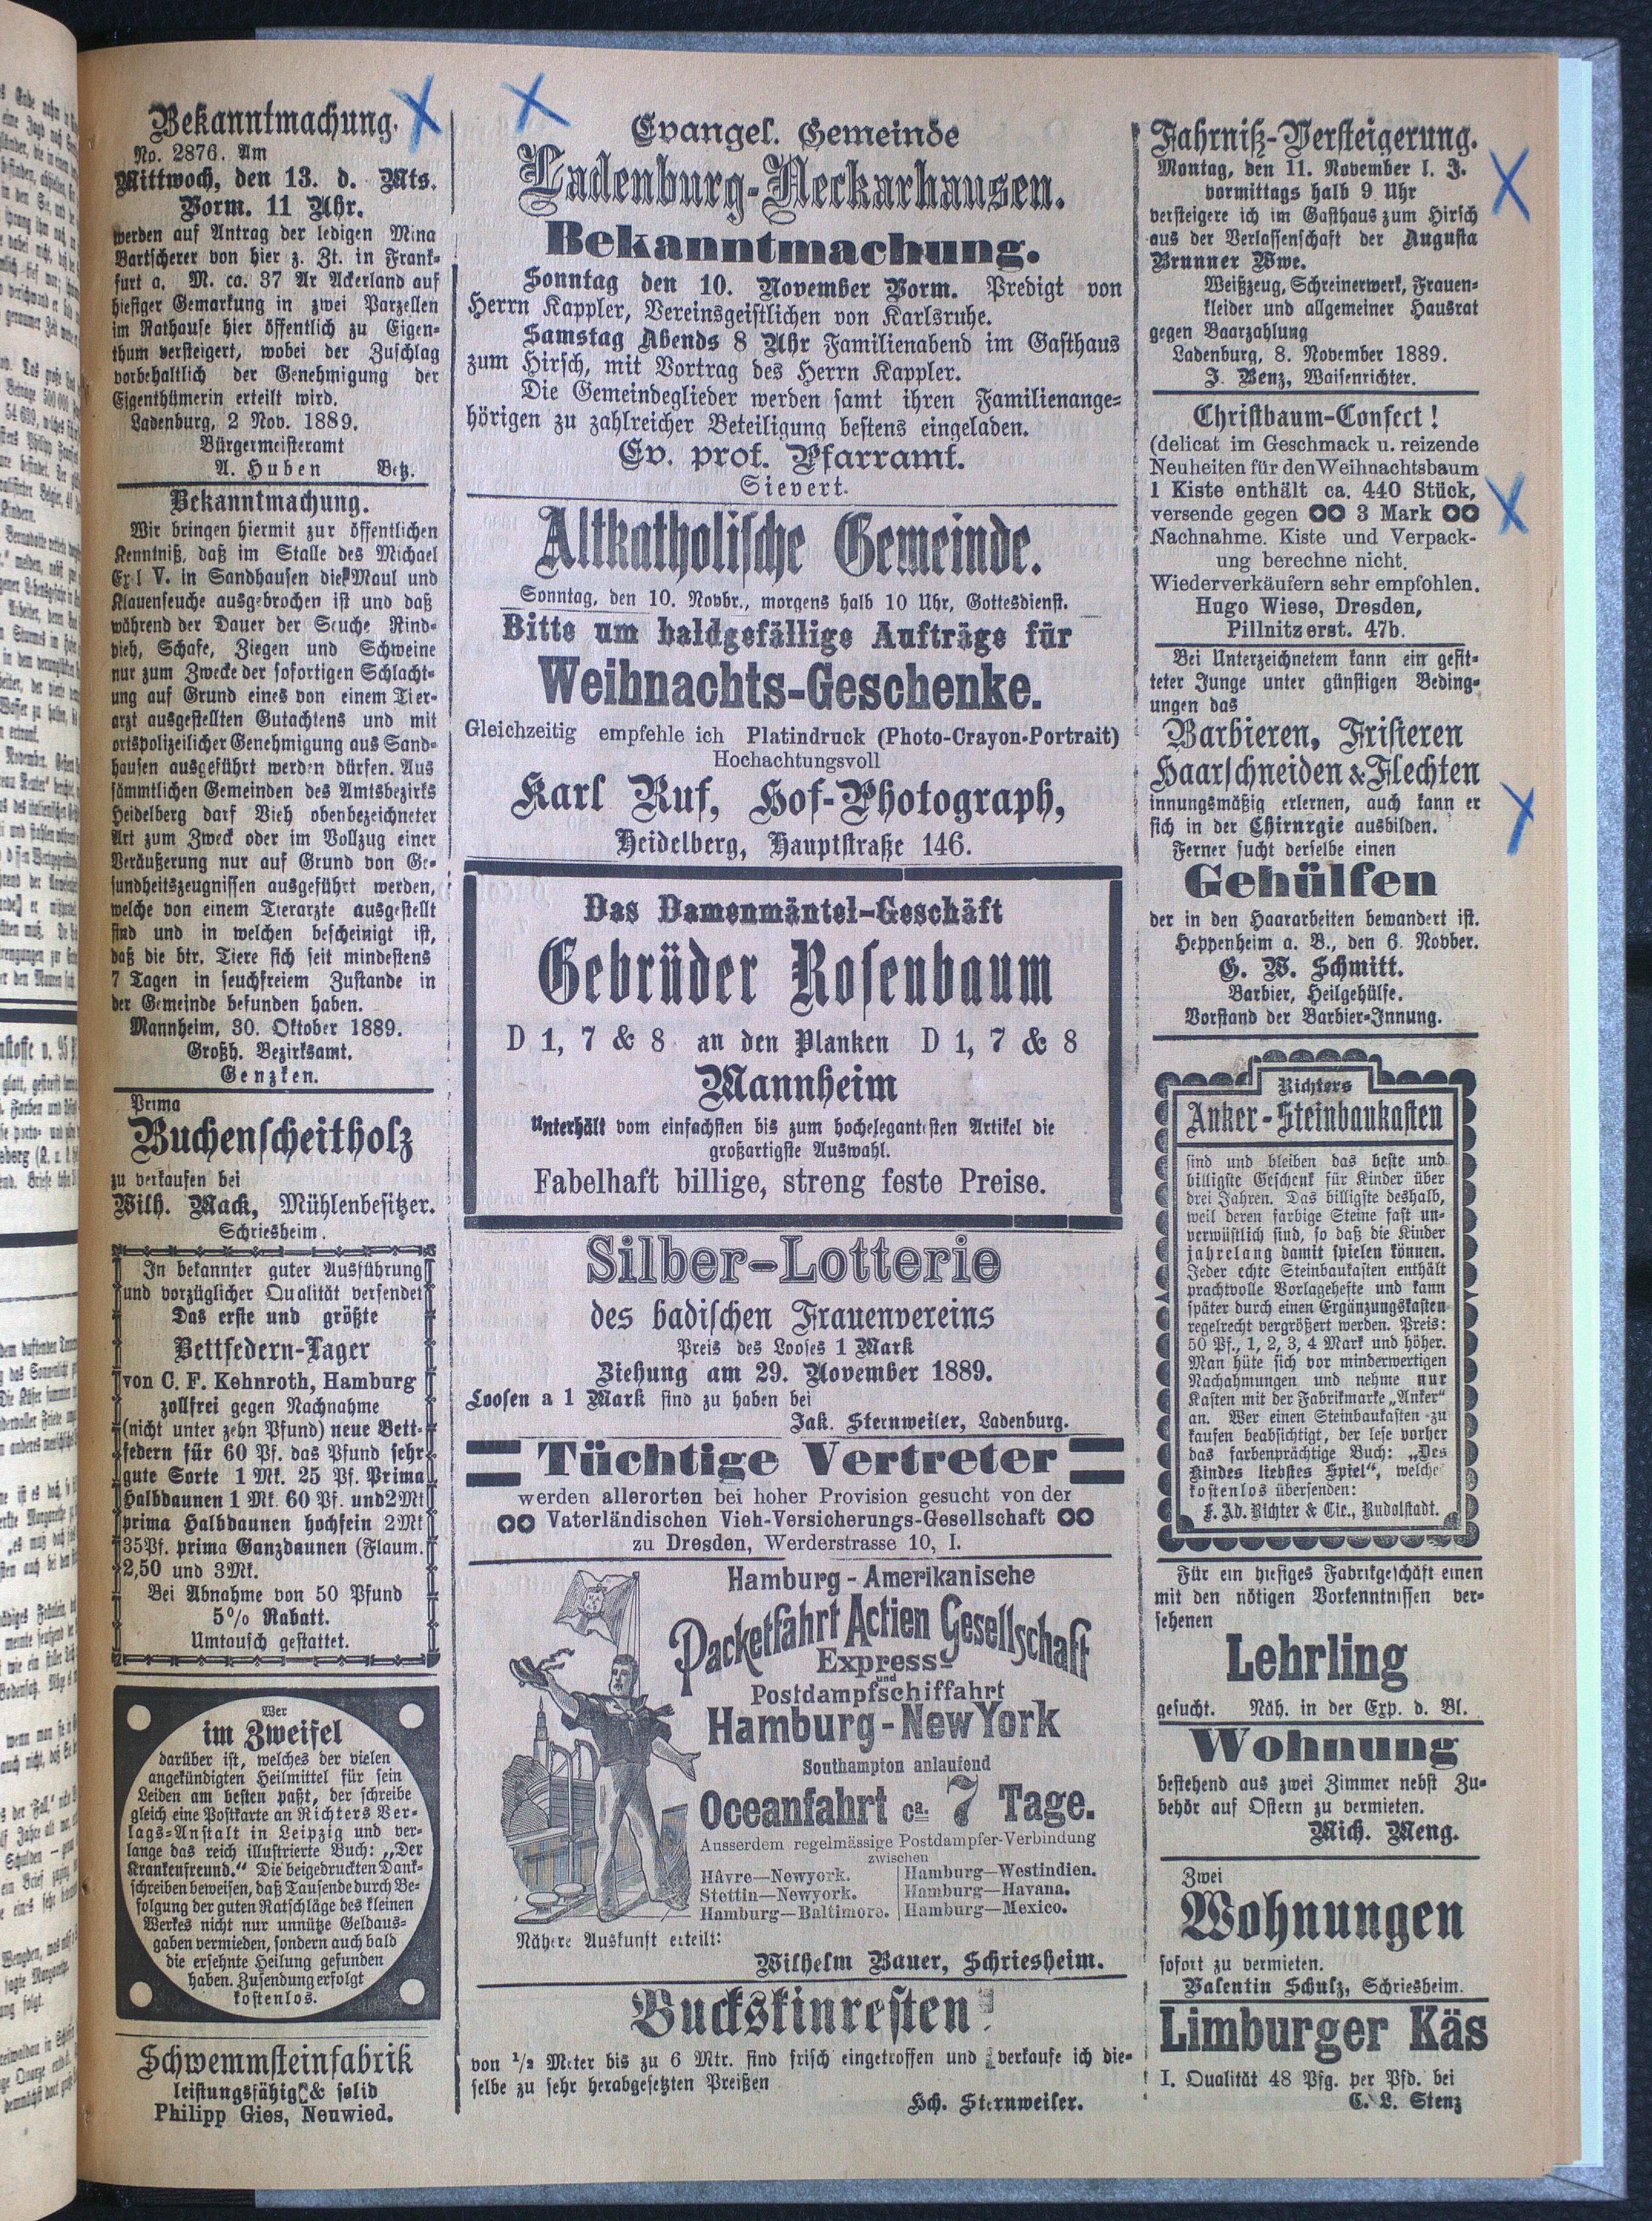 Bekanntmachung.
No. 2876. Am
Mittwoch, den 13. d. Mts.
Vorm. 11 Uhr.
werden auf Antrag der ledigen Mina
Bartscherer von hier z. Zt. in Frank-
furt a. M. ca. 37 Ar Ackerland auf
hiesiger Gemarkung in zwei Parzellen
im Rathause hier öffentlich zu Eigen-
thum versteigert, wobei der Zuschlag
vorbehaltlich der Genehmigung der
Eigenthümerin erteilt wird.
Ladenburg, 2 Nov. 1889.
Bürgermeisteramt
A. Huben Betz.
Bekanntmachung.
Wir bringen hiermit zur öffentlichen
Kenntniß, daß im Stalle des Michael
V. in Sandhausen die Maul und
Klauenseuche ausgebrochen ist und daß
während der Dauer der Seuche Rind-
vieh, Schafe, Ziegen und Schweine
nur zum Zwecke der sofortigen Schlacht-
ung auf Grund eines von einem Tier-
arzt ausgestellten Gutachtens und mit
ortspolizeilicher Genehmigung aus Sand-
hausen ausgeführt werden dürfen. Aus
sämmtlichen Gemeinden des Amtsbezirks
Heidelberg darf Vieh obenbezeichneter
Art zum Zweck oder im Vollzug einer
Veräußerung nur auf Grund von Ge-
sundheitszeugnissen ausgeführt werden,
welche von einem Tierarzte ausgestellt
sind und in welchen bescheinigt ist,
daß die btr. Tiere sich seit mindestens
7 Tagen in seuchfreiem Zustande in
der Gemeinde befunden haben.
Mannheim, 30. Oktober 1889.
Großh. Bezirksamt.
Genzken.
Prima
Buchenscheitholz
zu verkaufen bei
Wilh. Mack, Mühlenbesitzer.
Schriesheim.
In bekannter guter Ausführung
und vorzüglicher Qualität versendet
Das erste und größte
Bettfedern-Lager
von C. F. Kehnroth, Hamburg
zollfrei gegen Nachnahme
(nicht unter zehn Pfund) neue Bett-
federn für 60 Pf. das Pfund sehr
gute Sorte 1 Mk. 25 Pf. Prima
Halbdaunen 1 Mk. 60 Pf. und 2 Mk
prima Halbdaunen hochfein 2 Mk
35 Pf. prima Ganzdaunen (Flaum.
2,50 und 3 Mk.
Bei Abnahme von 50 Pfund
5% Rabatt.
Umtausch gestattet.
Wer
im Zweifel
darüber ist, welches der vielen
angekündigten Heilmittel für sein
Leiden am besten paßt, der schreibe
gleich eine Postkarte an Richters Ver-
lags-Anstalt in Leipzig und ver-
lange das reich illustrierte Buch: „Der
Krankenfreund." Die beigedruckten Dank-
schreiben beweisen, daß Tausende durch Be-
folgung der guten Ratschläge des kleinen
Werkes nicht nur unnütze Geldaus-
gaben vermieden, sondern auch bald
die ersehnte Heilung gefunden
haben. Zusendung erfolgt
kostenlos.
Schwemmsteinfabrik
leistungsfähig & solid
Philipp Gies, Neuwied.
Evangel. Gemeinde
Ladenburg-Neckarhausen.
Bekanntmachung.
Sonntag den 10. November Vorm. Predigt von
Herrn Kappler, Vereinsgeistlichen von Karlsruhe.
Samstag Abends 8 Uhr Familienabend im Gasthaus
zum Hirsch, mit Vortrag des Herrn Kappler.
Die Gemeindeglieder werden samt ihren Familienange-
hörigen zu zahlreicher Beteiligung bestens eingeladen.
Ev. prot. Pfarramt.
Sievert.
Altkatholische Gemeinde.
Sonntag, den 10. Novbr., morgens halb 10 Uhr, Gottesdienst.
Bitte um baldgefällige Aufträge für
Weihnachts-Geschenke.
Gleichzeitig empfehle ich Platindruck (Photo-Crayon-Portrait)
Hochachtungsvoll
Karl Ruf, Hof-Photograph,
Heidelberg, Hauptstraße 146.
Das Damenmäntel-Geschäft
Gebrüder Rosenbaum
D 1, 7 & 8 an den Planken D 1, 7 & 8
Mannheim
unterhält vom einfachsten bis zum hochelegantesten Artikel die
großartigste Auswahl.
Fabelhaft billige, streng feste Preise.
Silber-Lotterie
des badischen Frauenvereins
Preis des Looses 1 Mark
Ziehung am 29. November 1889.
Loosen a 1 Mark sind zu haben bei
Jak. Sternweiler, Ladenburg.
Tüchtige Vertreter
werden allerorten bei hoher Provision gesucht von der
Vaterländischen Vieh-Versicherungs-Gesellschaft
zu Dresden, Werderstrasse 10, I.
Hamburg-Amerikanische
Packetfahrt Actien Gesellschaft
Express-
und
Postdampfschiffahrt
Hamburg-New York
Southampton anlaufend
Oceanfahrt ca. 7 Tage.
Ausserdem regelmässige Postdampfer-Verbindung
zwischen
Hâvre—Newyork. Hamburg—Westindien.
Stettin—Newyork. Hamburg—Havana.
Hamburg—Baltimore. Hamburg—Mexico.
Nähere Auskunft erteilt:
Wilhelm Bauer, Schriesheim.
Buckskinresten
von 1/2 Meter bis zu 6 Mtr. sind frisch eingetroffen und verkaufe ich die-
selbe zu sehr herabgesetzten Preißen
Hch. Sternweiler.
Fahrniß-Versteigerung.
Montag, den 11. November l. J.
vormittags halb 9 Uhr
versteigere ich im Gasthaus zum Hirsch
aus der Verlassenschaft der Augusta
Brunner Wwe.
Weißzeug, Schreinerwerk, Frauen-
kleider und allgemeiner Hausrat
gegen Baarzahlung
Ladenburg, 8. November 1889.
J. Benz, Waisenrichter.
Christbaum-Confect!
(delicat im Geschmack u. reizende
Neuheiten für den Weihnachtsbaum
1 Kiste enthält ca. 440 Stück,
versende gegen 3 Mark
Nachnahme. Kiste und Verpack-
ung berechne nicht.
Wiederverkäufern sehr empfohlen.
Hugo Wiese, Dresden,
Pillnitzerst. 47b.
Bei Unterzeichnetem kann ein gesit-
teter Junge unter günstigen Beding-
ungen das
Barbieren, Frisieren
Haarschneiden & Flechten
innungsmäßig erlernen, auch kann er
sich in der Chirurgie ausbilden.
Ferner sucht derselbe einen
Gehülfen
der in den Haararbeiten bewandert ist.
Heppenheim a. B., den 6. Novber.
G. W. Schmitt.
Barbier, Heilgehülfe.
Vorstand der Barbier-Innung.
Richters
Anker-Steinbaukasten
sind und bleiben das beste und
billigste Geschenk für Kinder über
drei Jahren. Das billigste deshalb,
weil deren farbige Steine fast un-
verwüstlich sind, so daß die Kinder
jahrelang damit spielen können.
Jeder echte Steinbaukasten enthält
prachtvolle Vorlagehefte und kann
später durch einen Ergänzungskasten
regelrecht vergrößert werden. Preis:
50 Pf., 1, 2, 3, 4 Mark und höher.
Man hüte sich vor minderwertigen
Nachahmungen und nehme nur
Kasten mit der Fabrikmarke „Anker"
an. Wer einen Steinbaukasten zu
kaufen beabsichtigt, der lese vorher
das farbenprächtige Buch: „Des
Kindes liebstes Spiel", welche
kostenlos übersenden:
F. Ad. Richter & Cie., Rudolstadt.
Für ein hiesiges Fabrikgeschäft einen
mit den nötigen Vorkenntnissen ver-
sehenen
Lehrling
gesucht. Näh. in der Exp. d. Bl.
Wohnung
bestehend aus zwei Zimmer nebst Zu-
behör auf Ostern zu vermieten.
Mich. Meng.
Zwei
Wohnungen
sofort zu vermieten.
Valentin Schulz, Schriesheim.
Limburger Käs
I. Qualität 48 Pfg. per Pfd. bei
C. L. Stenz